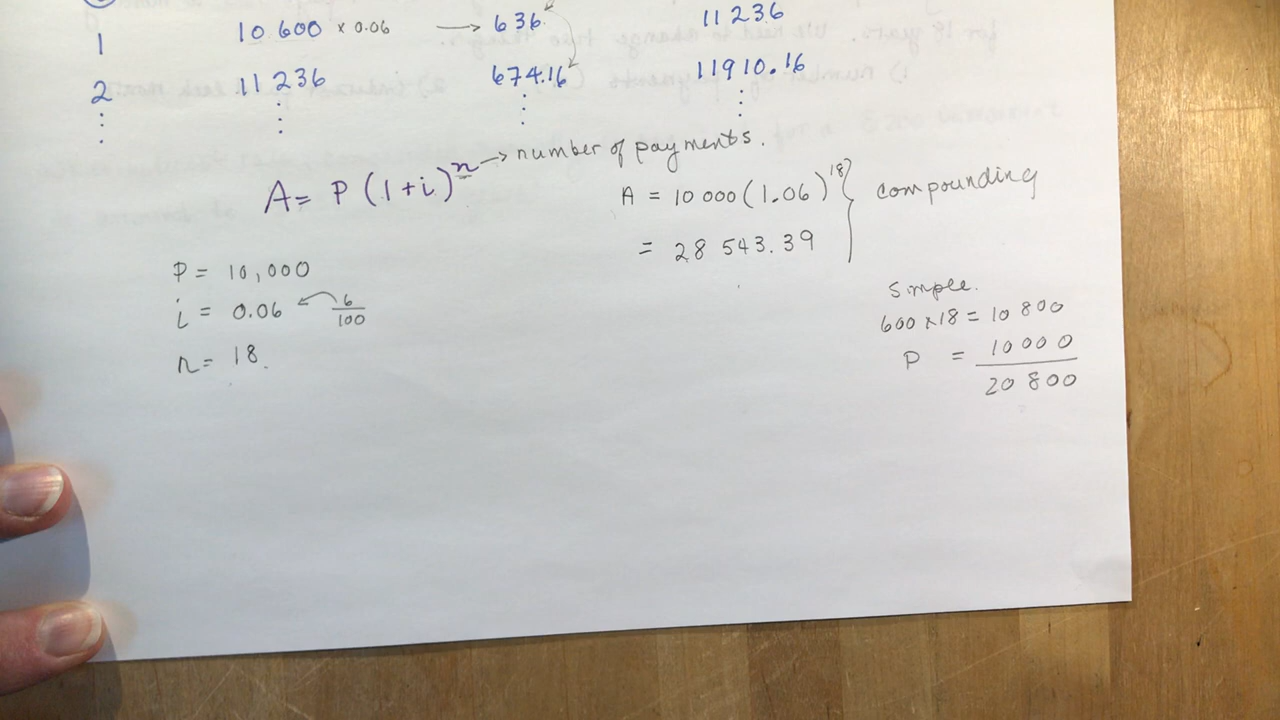 1 10 600 x 0.06 → 636. 11 236
2 11 236 674.16 11910.16
⋮ ⋮ ⋮ ⋮
A = P (1+i)^n → number of payments.
A = 10 000 (1.06)^18 } compounding
= 28 543.39
P = 10,000
i = 0.06 ← 6/100
n = 18.
simple.
600 x 18 = 10 800
P = 10 000
20 800